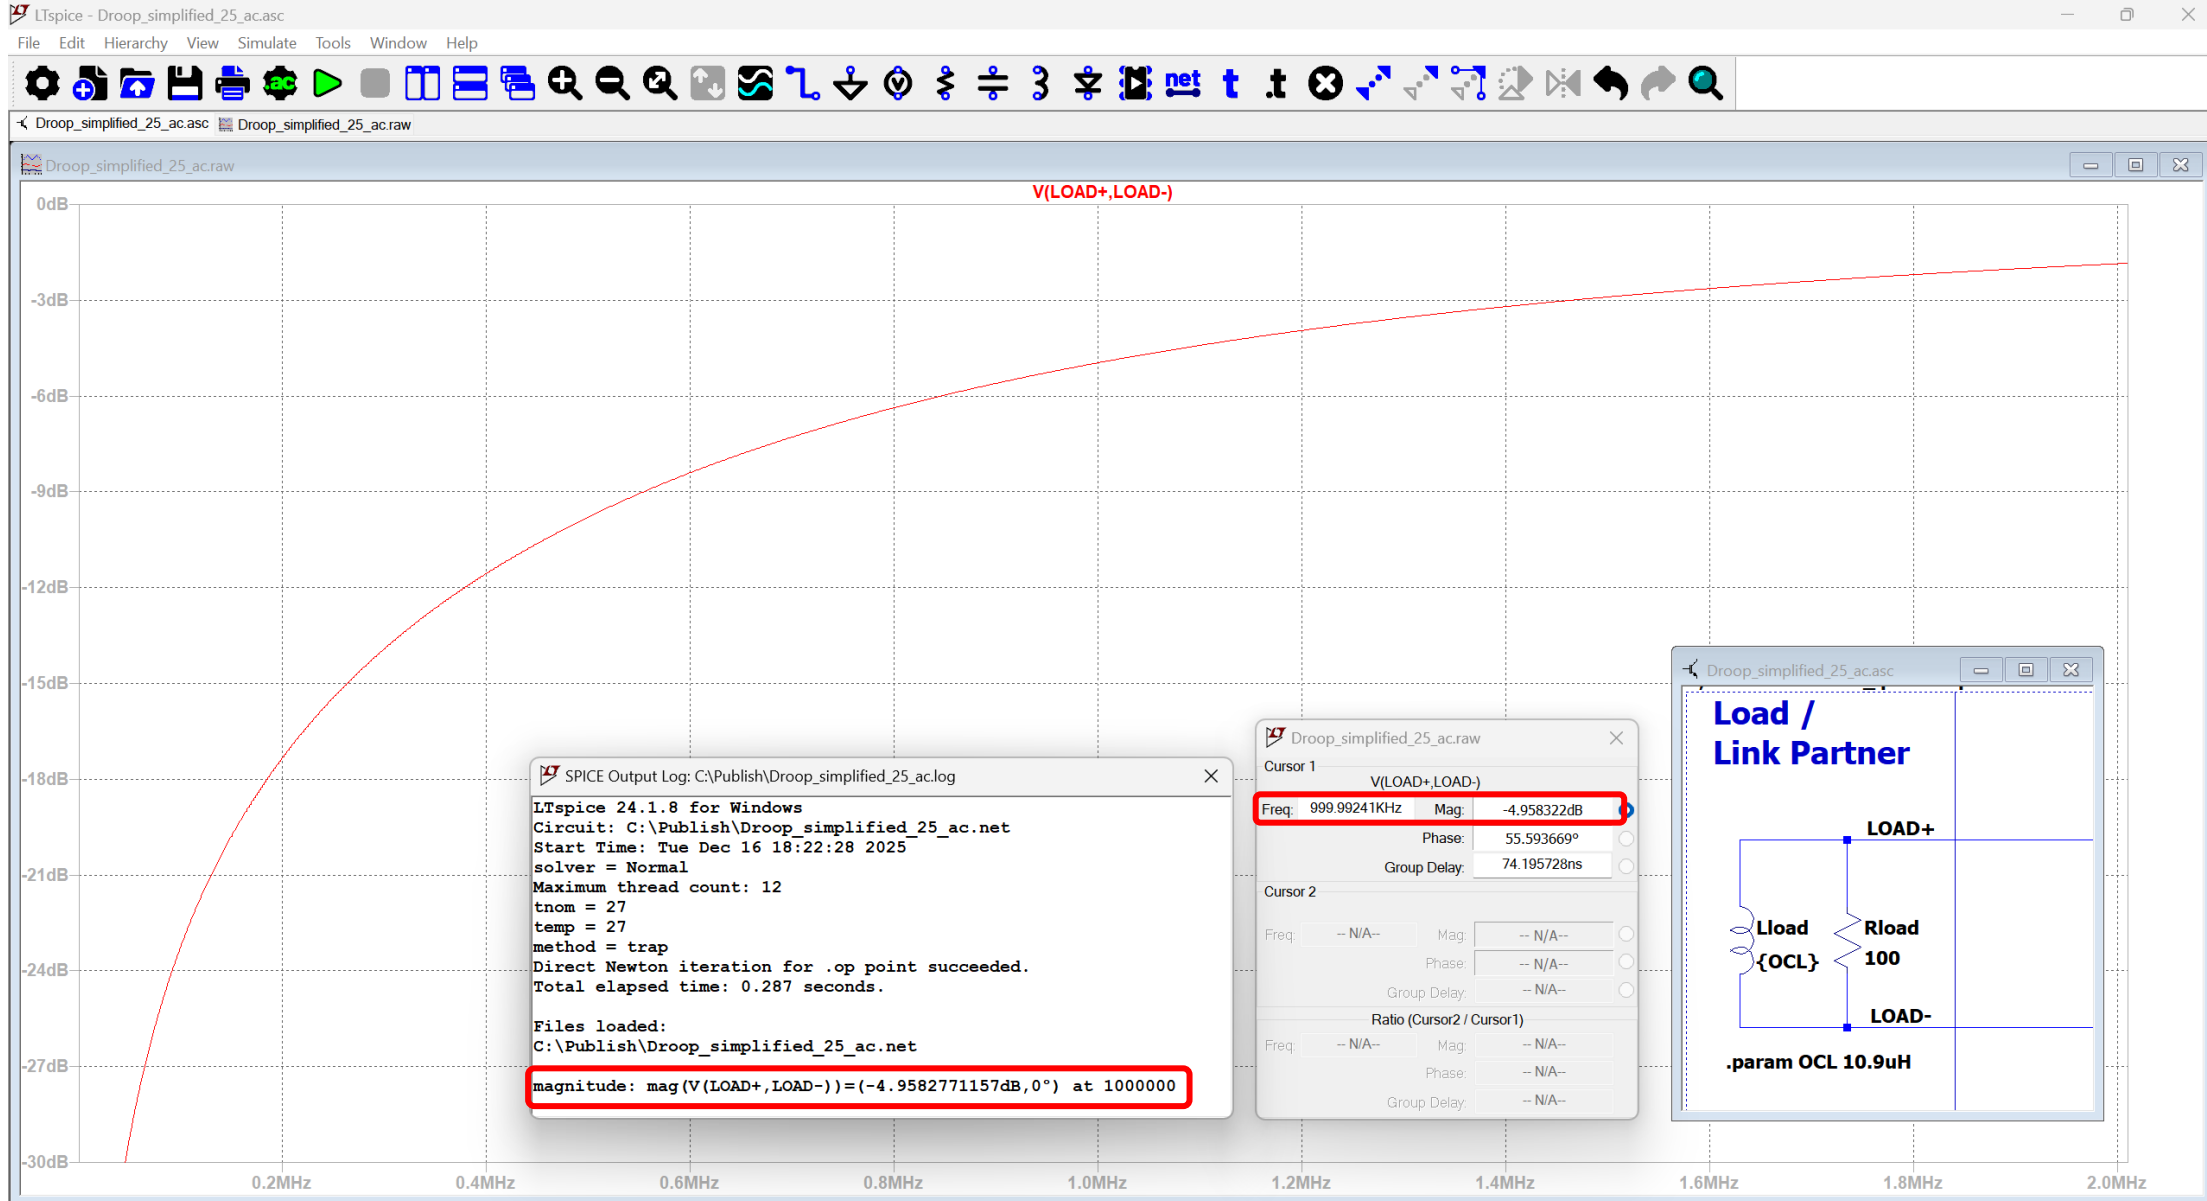 LTspice - Droop_simplified_25_ac.asc
File Edit Hierarchy View Simulate Tools Window Help
.ac net t .t
Droop_simplified_25_ac.asc Droop_simplified_25_ac.raw
Droop_simplified_25_ac.raw
V(LOAD+,LOAD-)
0dB
-3dB
-6dB
-9dB
-12dB
-15dB
-18dB
-21dB
-24dB
-27dB
-30dB
0.2MHz 0.4MHz 0.6MHz 0.8MHz 1.0MHz 1.2MHz 1.4MHz 1.6MHz 1.8MHz 2.0MHz
SPICE Output Log: C:\Publish\Droop_simplified_25_ac.log
LTspice 24.1.8 for Windows
Circuit: C:\Publish\Droop_simplified_25_ac.net
Start Time: Tue Dec 16 18:22:28 2025
solver = Normal
Maximum thread count: 12
tnom = 27
temp = 27
method = trap
Direct Newton iteration for .op point succeeded.
Total elapsed time: 0.287 seconds.
Files loaded:
C:\Publish\Droop_simplified_25_ac.net
magnitude: mag(V(LOAD+,LOAD-))=(-4.9582771157dB,0°) at 1000000
Droop_simplified_25_ac.raw
Cursor 1
V(LOAD+,LOAD-)
Freq: 999.99241KHz Mag: -4.958322dB
Phase: 55.593669°
Group Delay: 74.195728ns
Cursor 2
Freq: -- N/A-- Mag: -- N/A--
Phase: -- N/A--
Group Delay: -- N/A--
Ratio (Cursor2 / Cursor1)
Freq: -- N/A-- Mag: -- N/A--
Phase: -- N/A--
Group Delay: -- N/A--
Droop_simplified_25_ac.asc
Load /
Link Partner
LOAD+
Lload
{OCL}
Rload
100
LOAD-
.param OCL 10.9uH